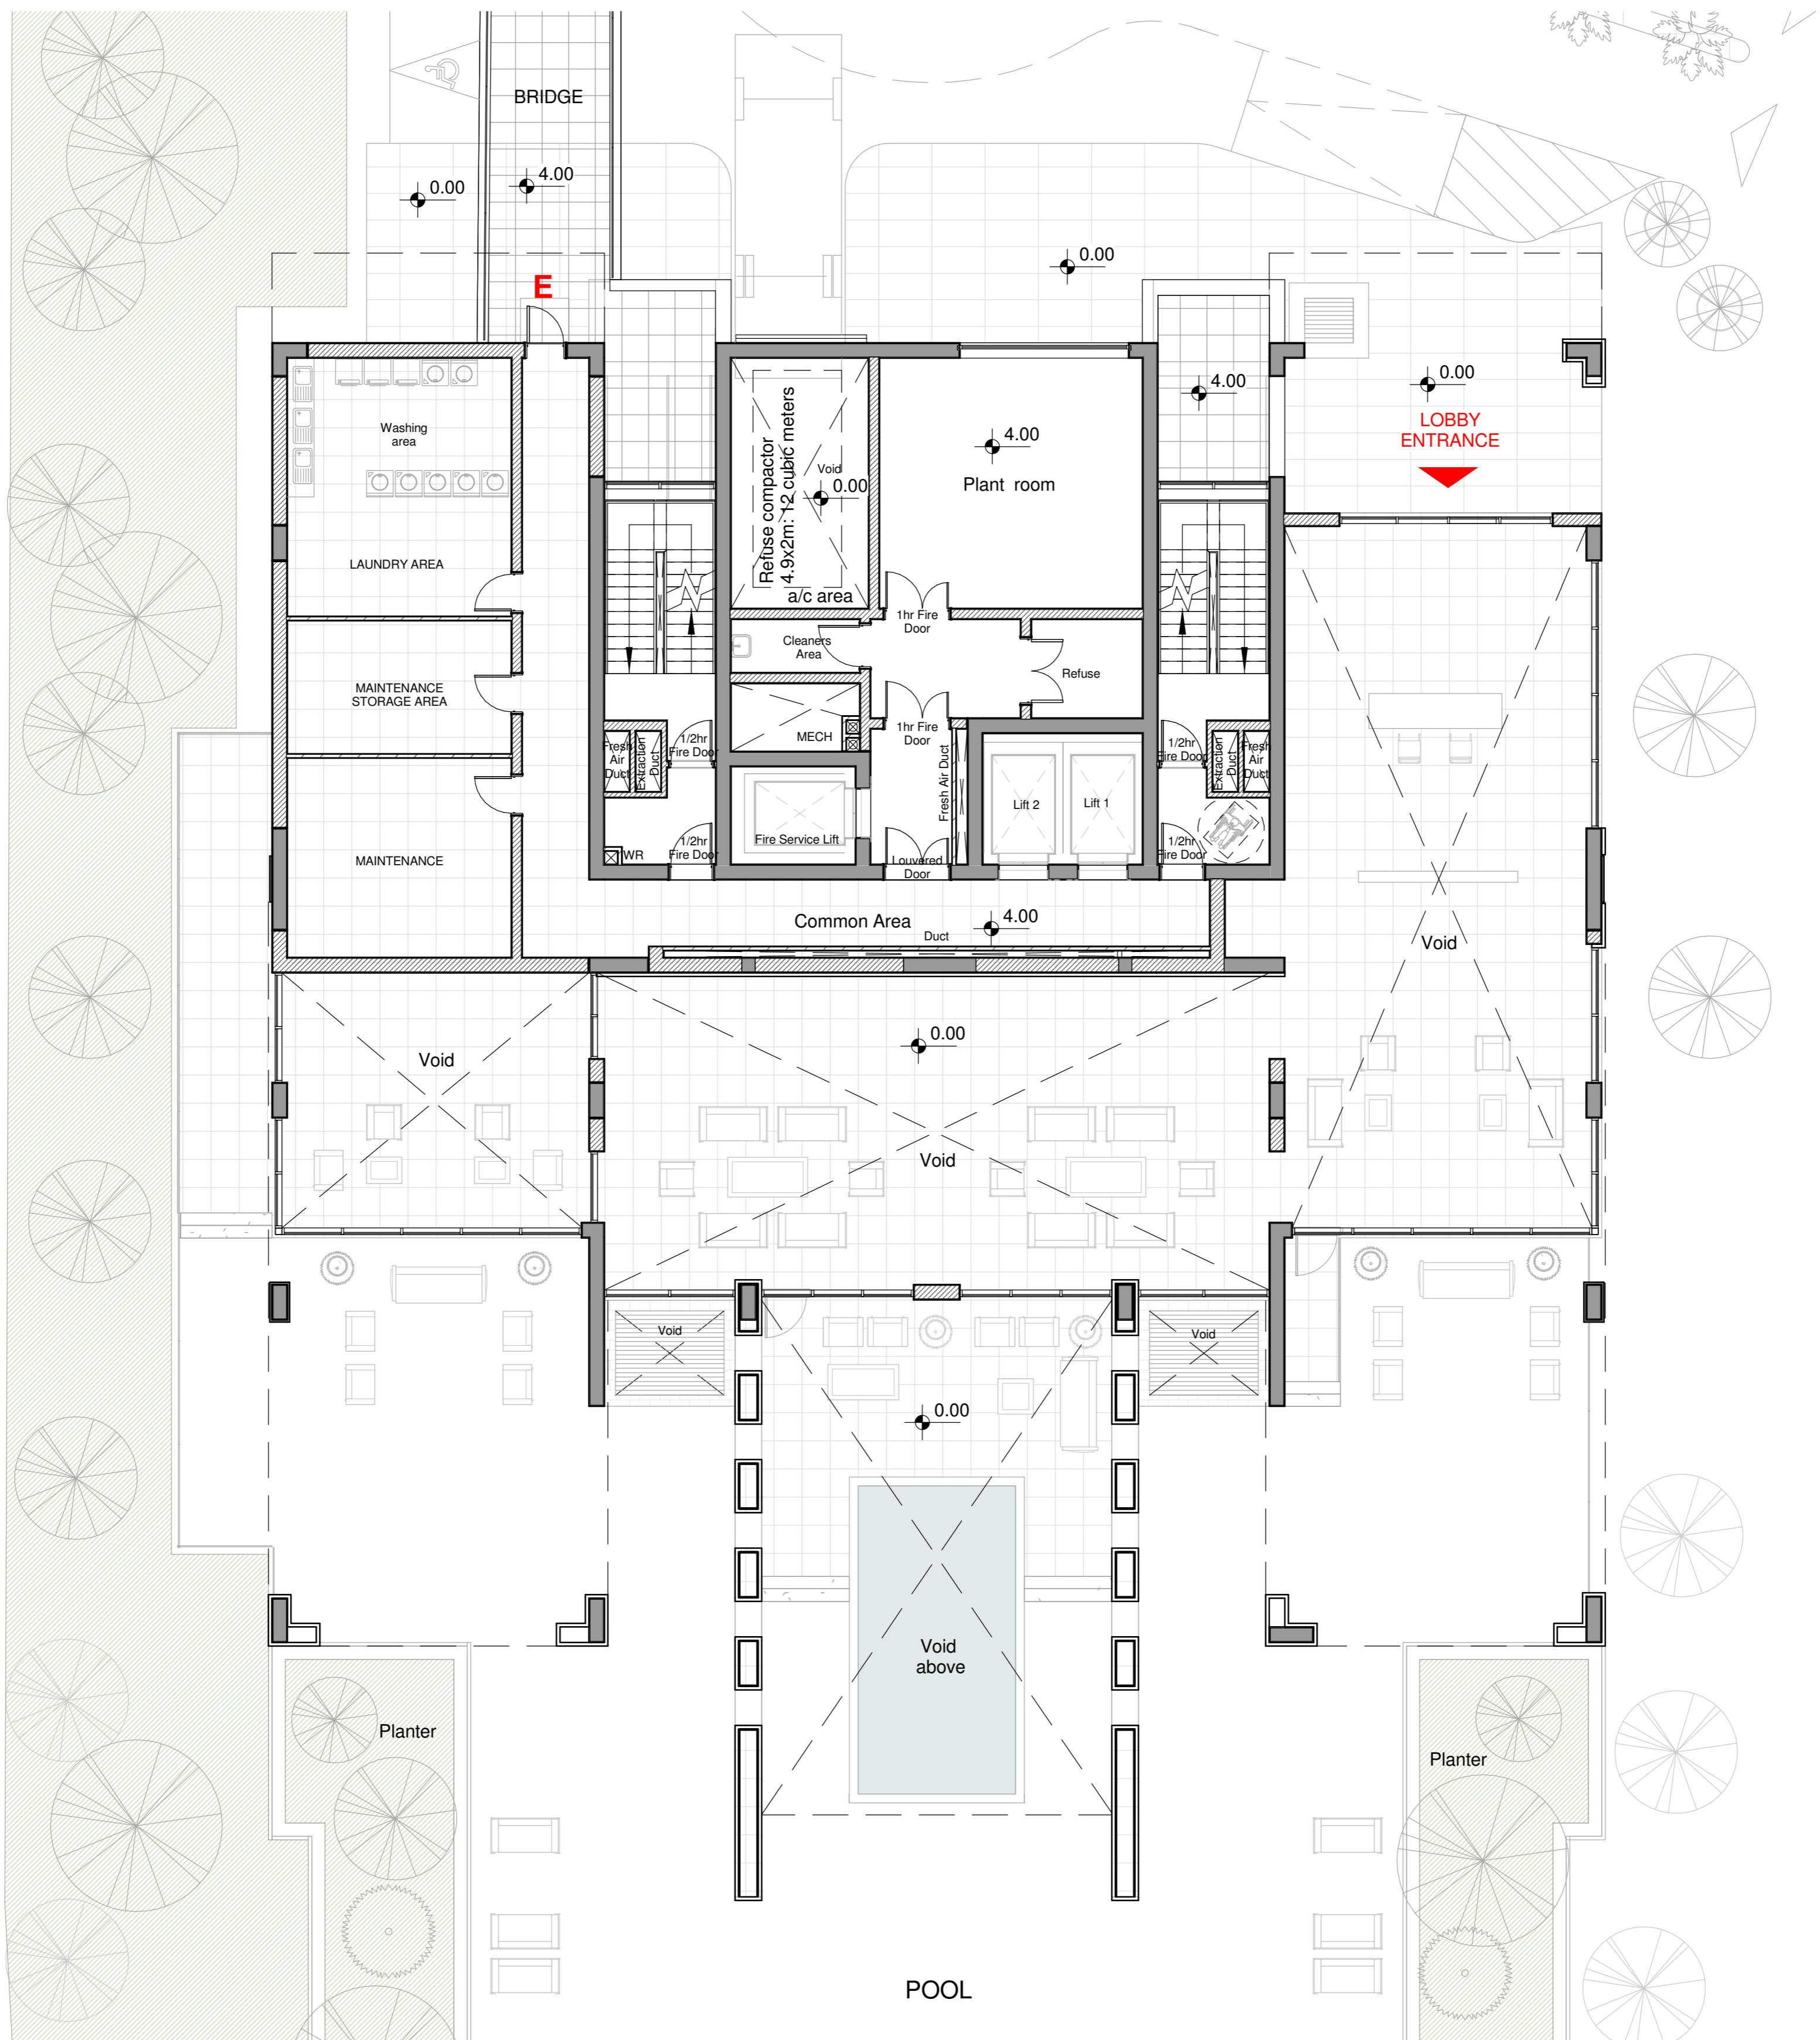 BRIDGE
0.00
4.00
0.00
E
4.00
0.00
LOBBY
ENTRANCE
Washing
area
Refuse compactor
4.9x2m: 12 cubic meters
Void
0.00
a/c area
4.00
Plant room
LAUNDRY AREA
1hr Fire
Door
Cleaners
Area
Refuse
MAINTENANCE
STORAGE AREA
MECH
1hr Fire
Door
Fresh
Air
Duct
Extraction
Duct
1/2hr
Fire Door
Fresh Air Duct
1/2hr
Fire Door
Extraction
Duct
Fresh
Air
Duct
Lift 2
Lift 1
Fire Service Lift
MAINTENANCE
WR
1/2hr
Fire Door
Louvered
Door
1/2hr
Fire Door
Common Area
4.00
Duct
Void
0.00
Void
Void
Void
Void
0.00
Void
above
Planter
Planter
POOL